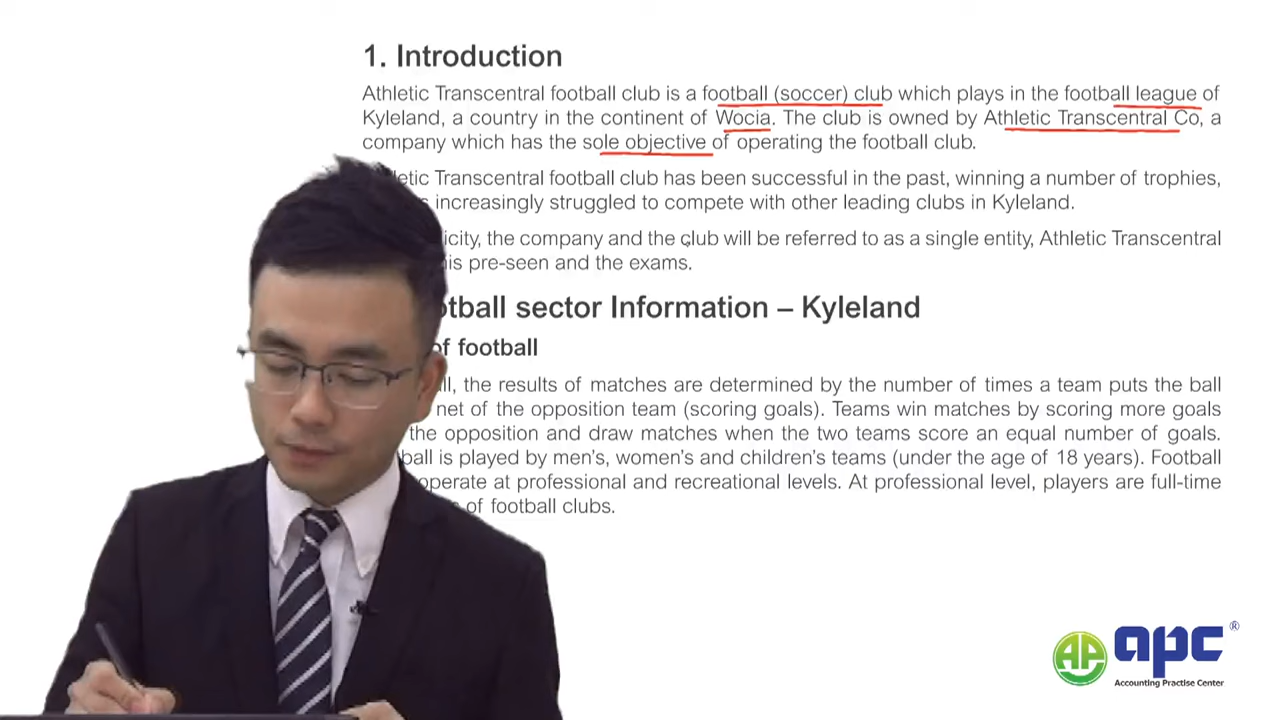 1. Introduction
Athletic Transcentral football club is a football (soccer) club which plays in the football league of
Kyleland, a country in the continent of Wocia. The club is owned by Athletic Transcentral Co, a
company which has the sole objective of operating the football club.
etic Transcentral football club has been successful in the past, winning a number of trophies,
increasingly struggled to compete with other leading clubs in Kyleland.
icity, the company and the club will be referred to as a single entity, Athletic Transcentral
is pre-seen and the exams.
otball sector Information – Kyleland
of football
ll, the results of matches are determined by the number of times a team puts the ball
net of the opposition team (scoring goals). Teams win matches by scoring more goals
the opposition and draw matches when the two teams score an equal number of goals.
ball is played by men's, women's and children's teams (under the age of 18 years). Football
operate at professional and recreational levels. At professional level, players are full-time
of football clubs.
AP apc ®
Accounting Practise Center